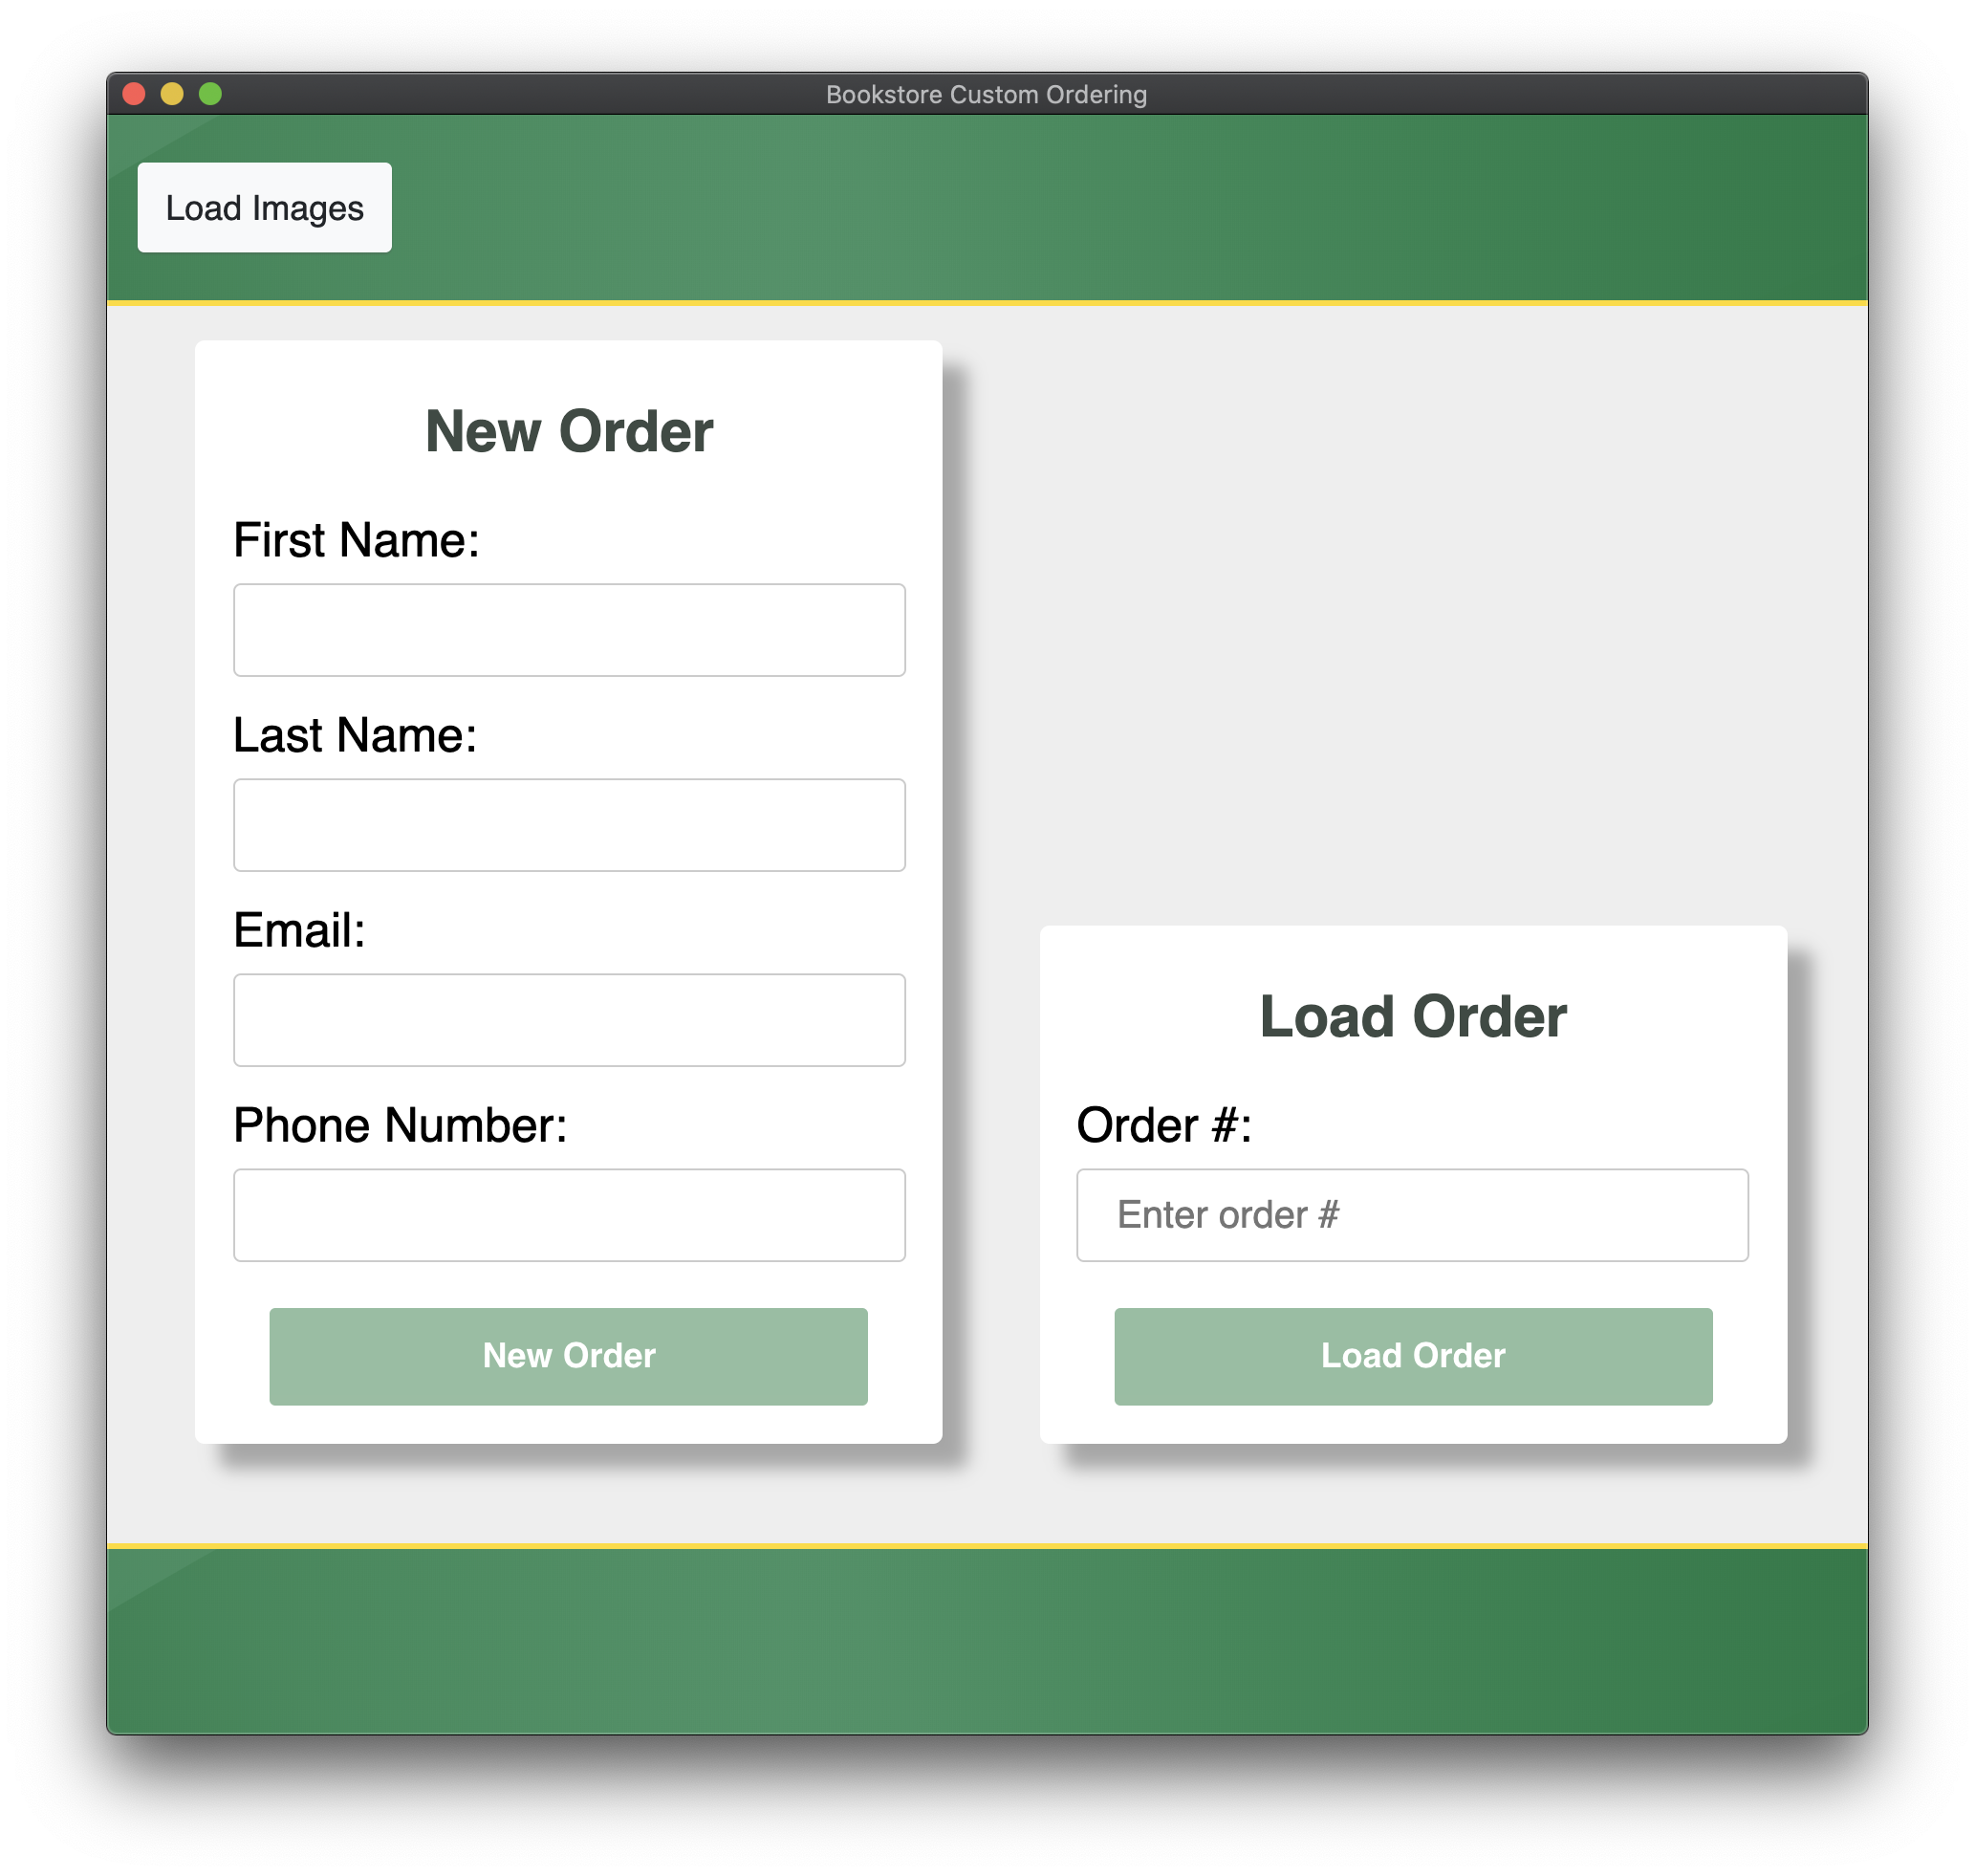 Bookstore Custom Ordering
Load Images
New Order
First Name:
Last Name:
Email:
Phone Number:
New Order
Load Order
Order #:
Enter order #
Load Order